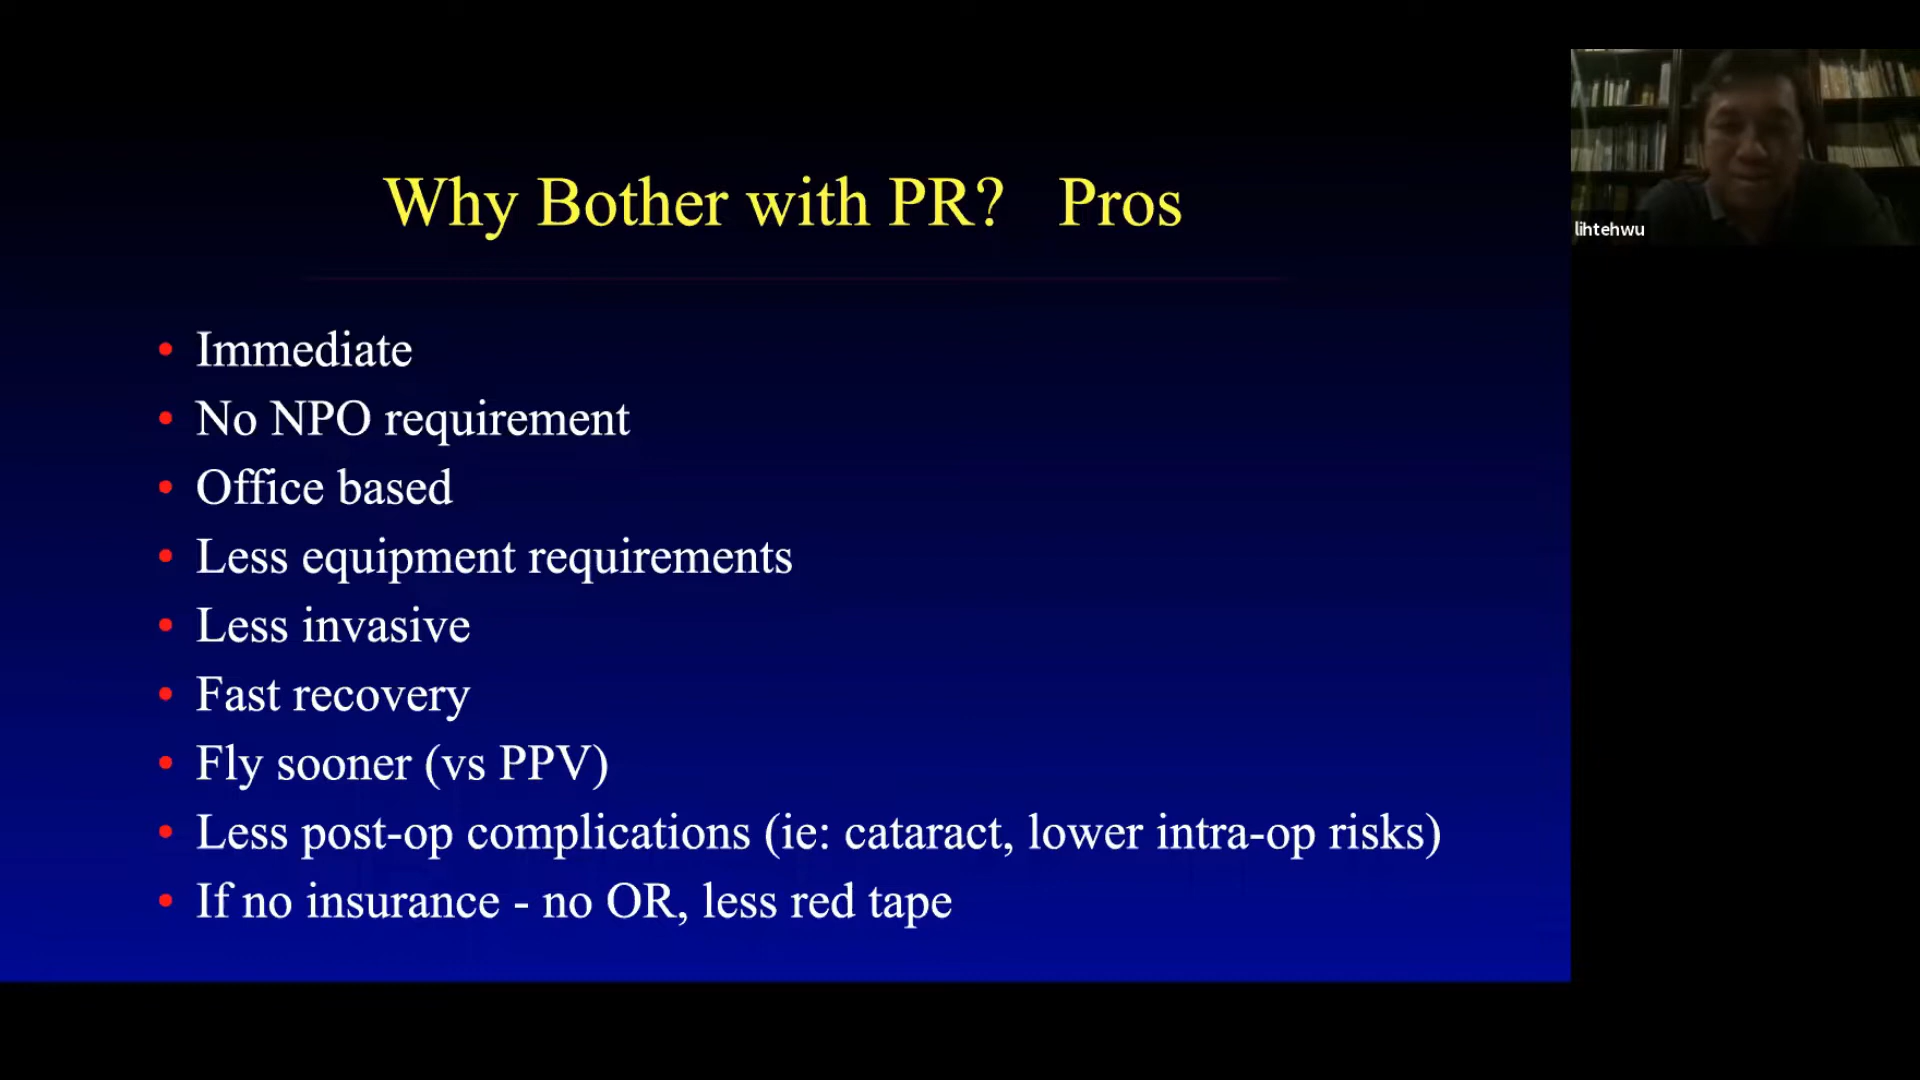 Why Bother with PR? Pros
lihtehwu
• Immediate
• No NPO requirement
• Office based
• Less equipment requirements
• Less invasive
• Fast recovery
• Fly sooner (vs PPV)
• Less post-op complications (ie: cataract, lower intra-op risks)
• If no insurance - no OR, less red tape